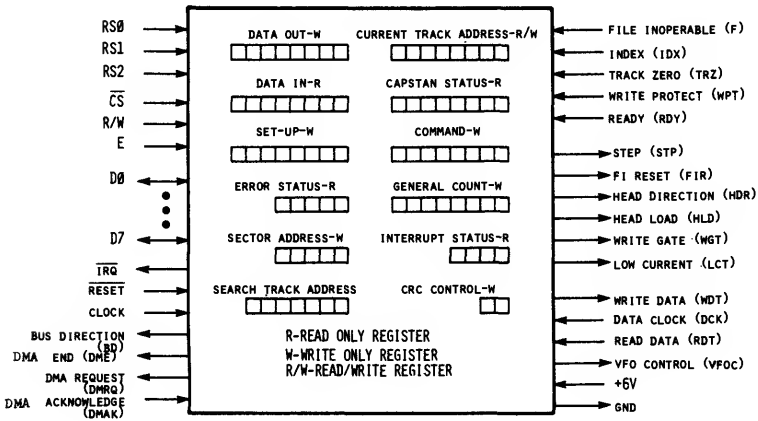 RS0
RS1
RS2
CS
R/W
E
D0
D7
IRQ
RESET
CLOCK
BUS DIRECTION
(BD)
DMA END (DME)
DMA REQUEST
(DMRQ)
DMA ACKNOWLEDGE
(DMAK)
DATA OUT-W
CURRENT TRACK ADDRESS-R/W
DATA IN-R
CAPSTAN STATUS-R
SET-UP-W
COMMAND-W
ERROR STATUS-R
GENERAL COUNT-W
SECTOR ADDRESS-W
INTERRUPT STATUS-R
SEARCH TRACK ADDRESS
CRC CONTROL-W
R-READ ONLY REGISTER
W-WRITE ONLY REGISTER
R/W-READ/WRITE REGISTER
FILE INOPERABLE (F)
INDEX (IDX)
TRACK ZERO (TRZ)
WRITE PROTECT (WPT)
READY (RDY)
STEP (STP)
FI RESET (FIR)
HEAD DIRECTION (HDR)
HEAD LOAD (HLD)
WRITE GATE (WGT)
LOW CURRENT (LCT)
WRITE DATA (WDT)
DATA CLOCK (DCK)
READ DATA (RDT)
VFO CONTROL (VFOC)
+6V
GND